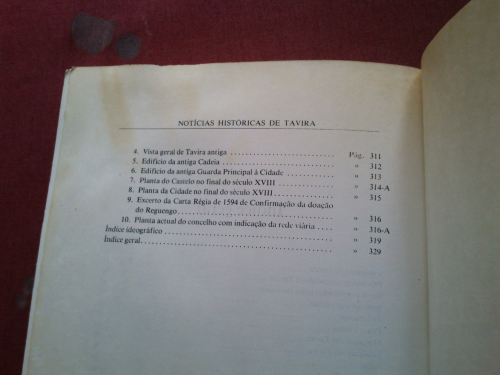 NOTÍCIAS HISTÓRICAS DE TAVIRA
4. Vista geral de Tavira antiga Pág. 311
5. Edifício da antiga Cadeia » 312
6. Edifício da antiga Guarda Principal à Cidade » 313
7. Planta do Castelo no final do século XVIII » 314-A
8. Planta da Cidade no final do século XVIII » 315
9. Excerto da Carta Régia de 1594 de Confirmação da doação
do Reguengo » 316
10. Planta actual do concelho com indicação da rede viária » 316-A
Índice ideográfico » 319
Índice geral » 329